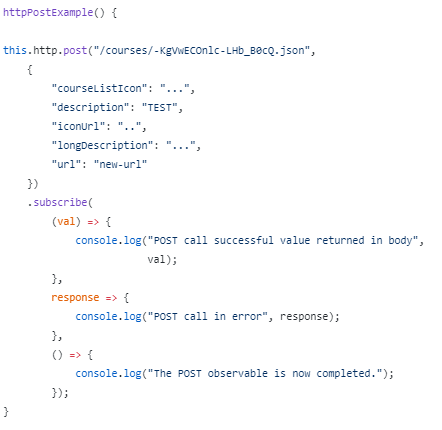 httpPostExample() {

this.http.post("/courses/-KgVwECOnlc-LHb_B0cQ.json",
    {
        "courseListIcon": "...",
        "description": "TEST",
        "iconUrl": "..",
        "longDescription": "...",
        "url": "new-url"
    })
    .subscribe(
        (val) => {
            console.log("POST call successful value returned in body",
                        val);
        },
        response => {
            console.log("POST call in error", response);
        },
        () => {
            console.log("The POST observable is now completed.");
        });
}